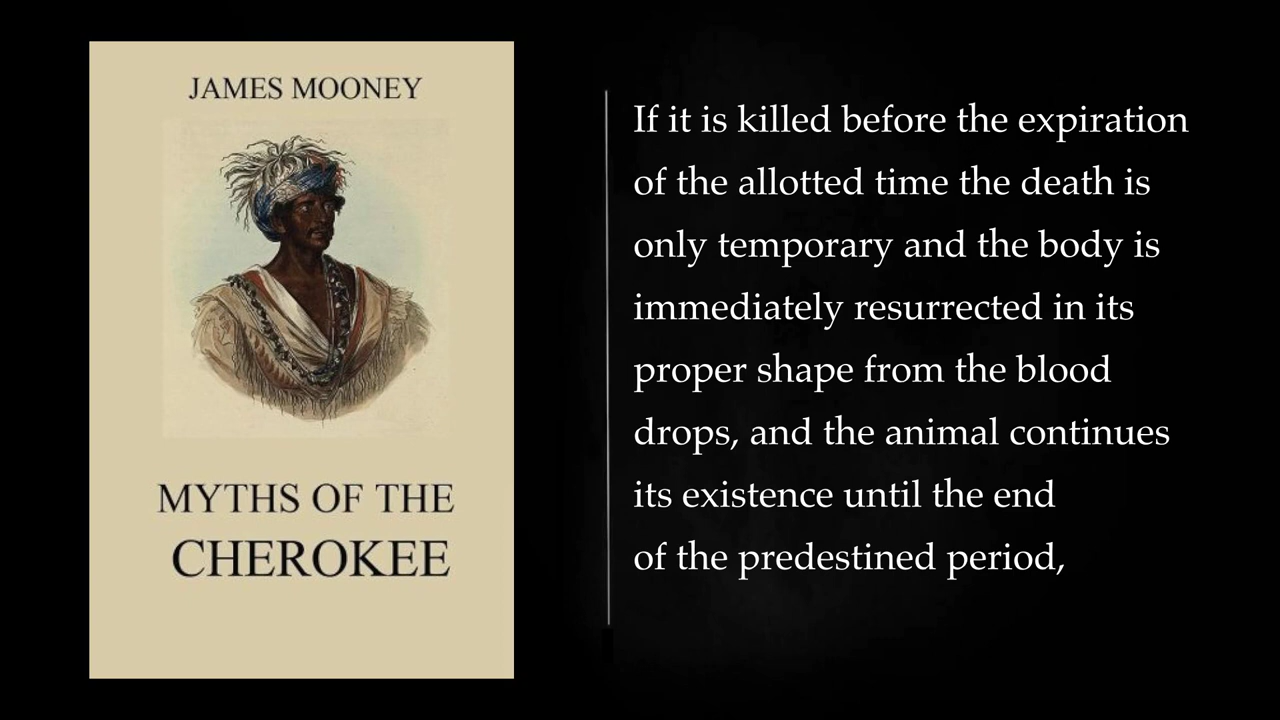 JAMES MOONEY
MYTHS OF THE
CHEROKEE
If it is killed before the expiration
of the allotted time the death is
only temporary and the body is
immediately resurrected in its
proper shape from the blood
drops, and the animal continues
its existence until the end
of the predestined period,